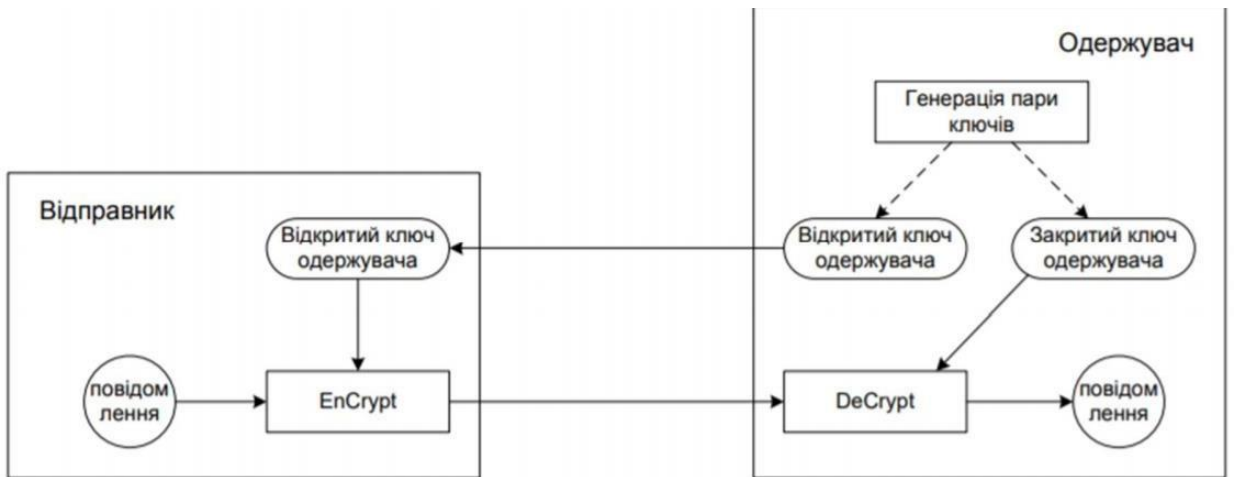 Одержувач
Генерація пари
ключів
Відправник
Відкритий ключ
одержувача
Відкритий ключ
одержувача
Закритий ключ
одержувача
повідом
лення
EnCrypt
DeCrypt
повідом
лення